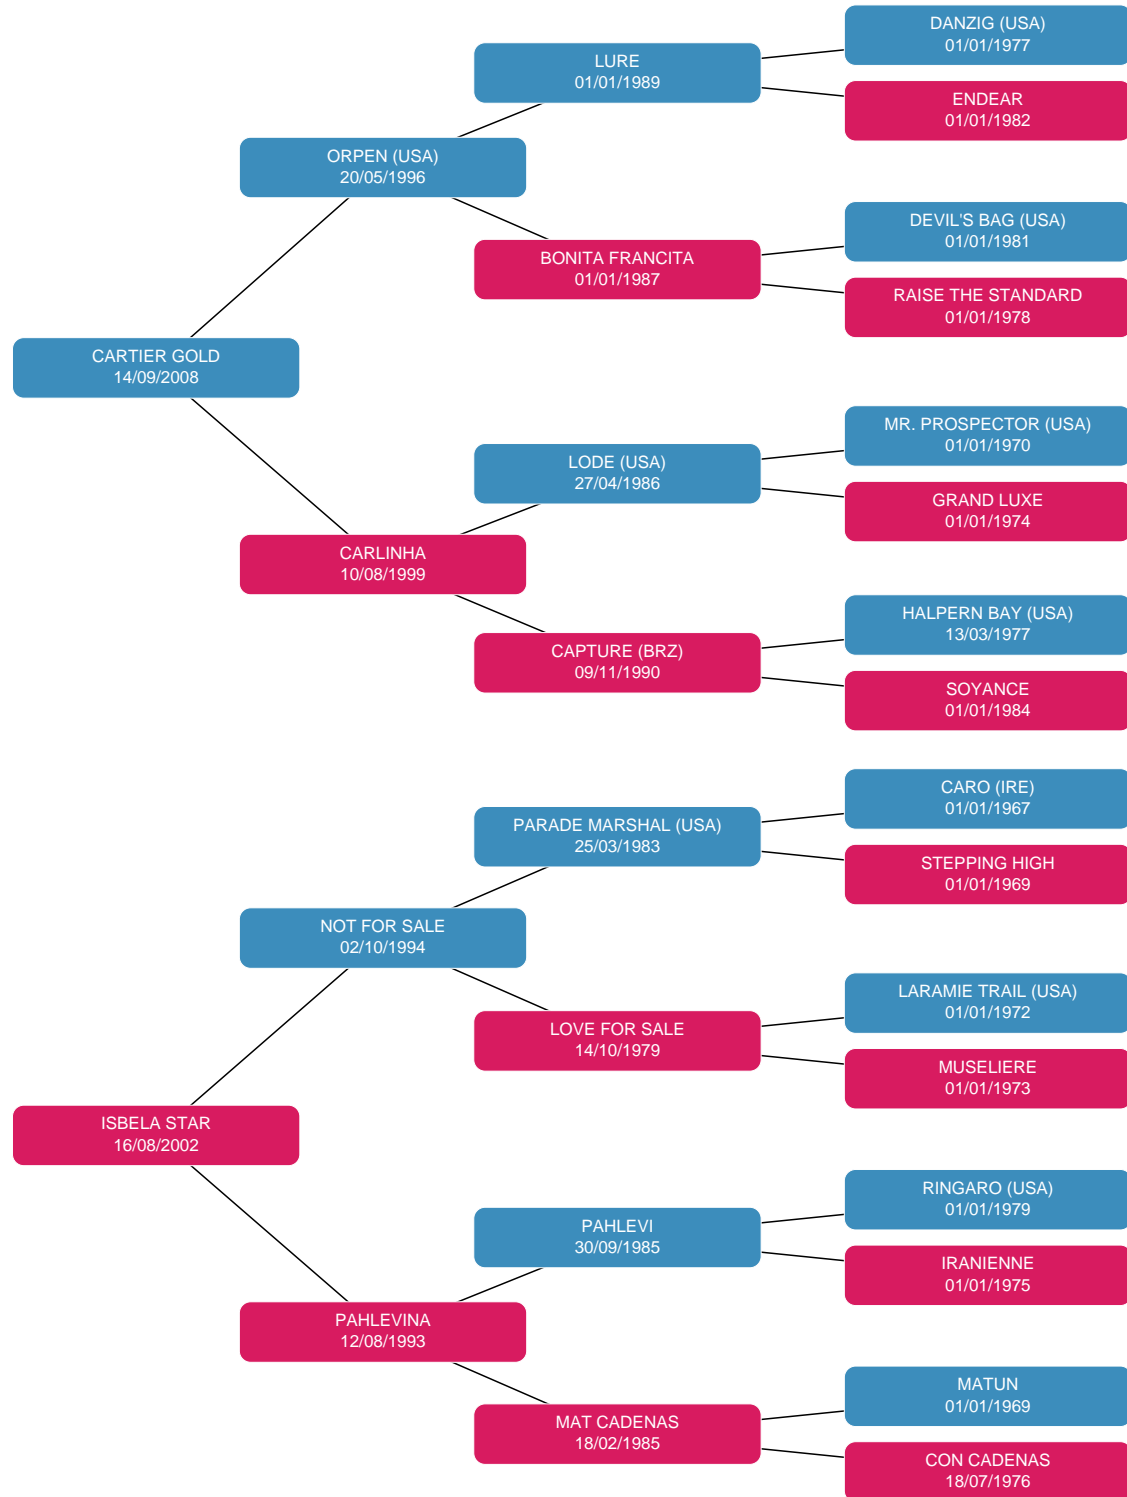 DANZIG (USA)
01/01/1977
LURE
01/01/1989
ENDEAR
01/01/1982
ORPEN (USA)
20/05/1996
DEVIL'S BAG (USA)
01/01/1981
BONITA FRANCITA
01/01/1987
RAISE THE STANDARD
01/01/1978
CARTIER GOLD
14/09/2008
MR. PROSPECTOR (USA)
01/01/1970
LODE (USA)
27/04/1986
GRAND LUXE
01/01/1974
CARLINHA
10/08/1999
HALPERN BAY (USA)
13/03/1977
CAPTURE (BRZ)
09/11/1990
SOYANCE
01/01/1984
CARO (IRE)
01/01/1967
PARADE MARSHAL (USA)
25/03/1983
STEPPING HIGH
01/01/1969
NOT FOR SALE
02/10/1994
LARAMIE TRAIL (USA)
01/01/1972
LOVE FOR SALE
14/10/1979
MUSELIERE
01/01/1973
ISBELA STAR
16/08/2002
RINGARO (USA)
01/01/1979
PAHLEVI
30/09/1985
IRANIENNE
01/01/1975
PAHLEVINA
12/08/1993
MATUN
01/01/1969
MAT CADENAS
18/02/1985
CON CADENAS
18/07/1976